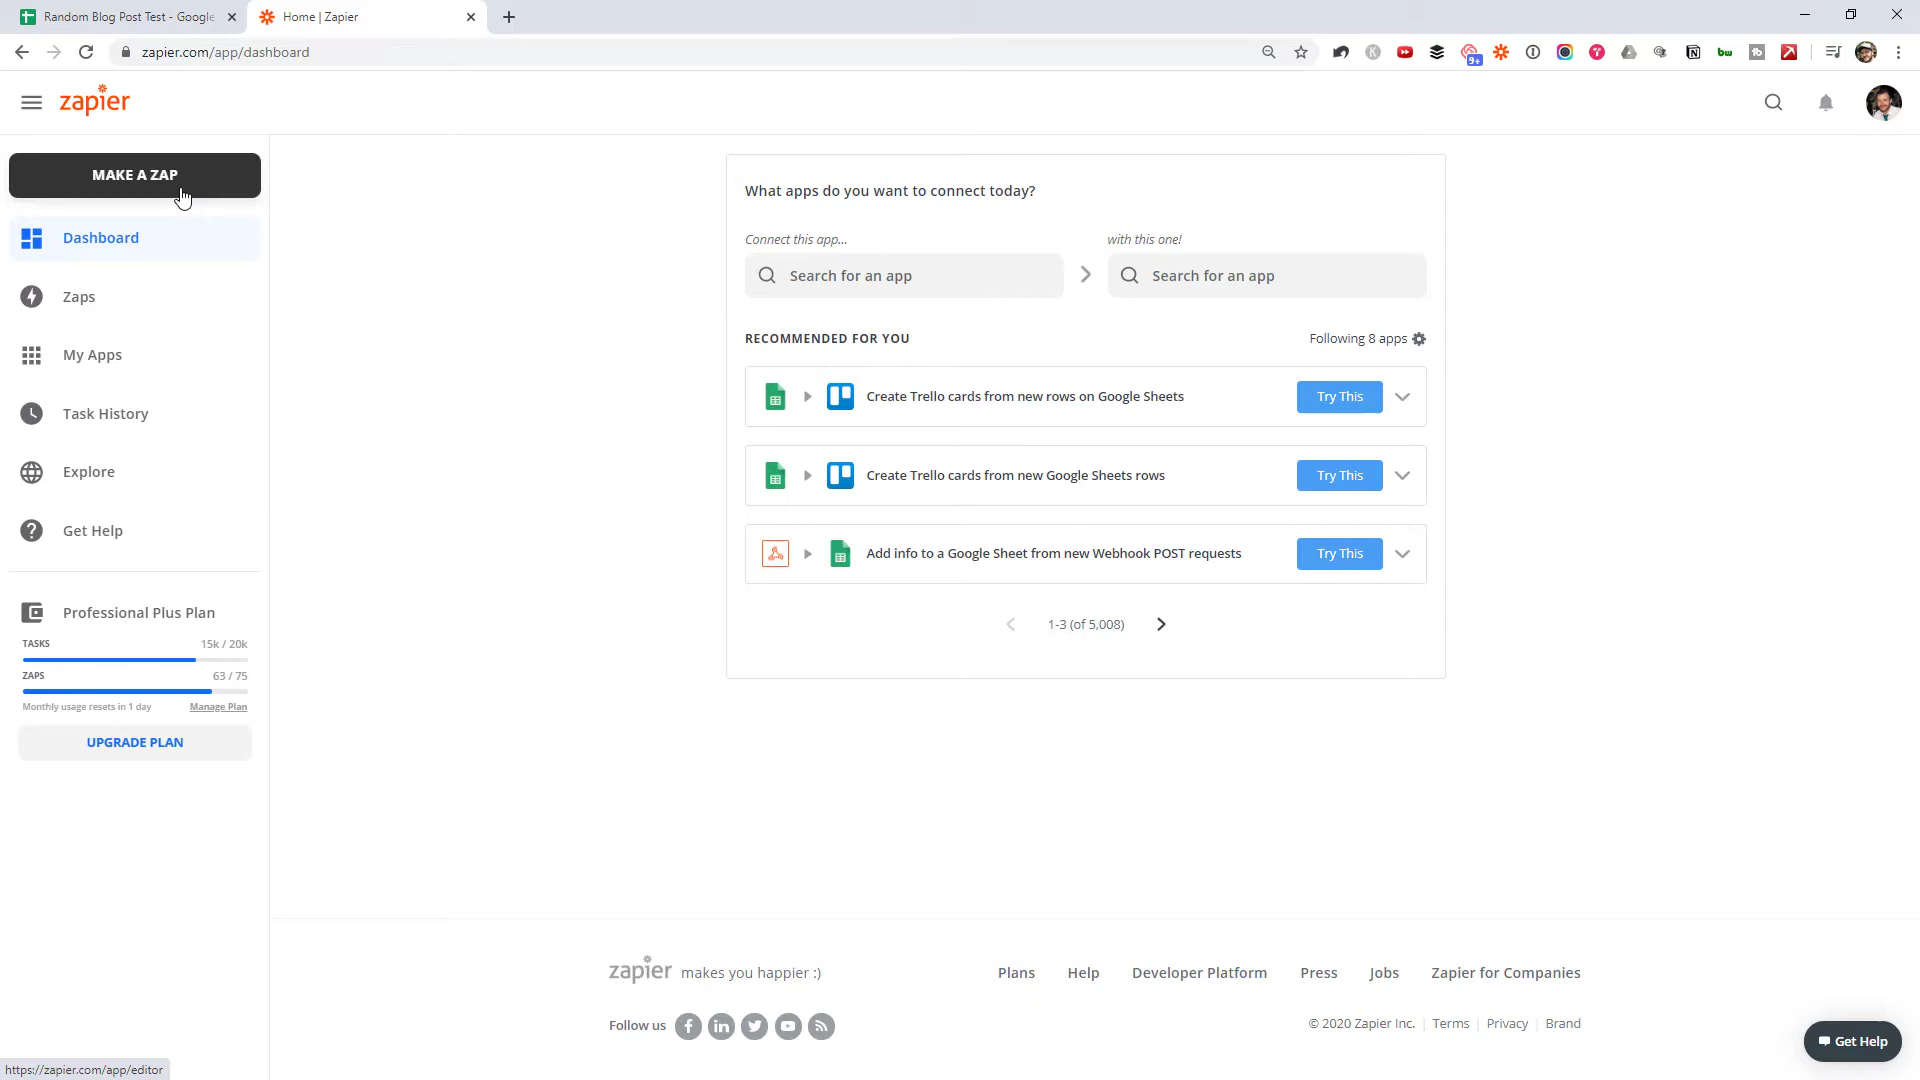 Random Blog Post Test - Google
Home | Zapier
zapier.com/app/dashboard
9+
bw
zapier
MAKE A ZAP
Dashboard
Zaps
My Apps
Task History
Explore
Get Help
Professional Plus Plan
TASKS 15k / 20k
ZAPS 63 / 75
Monthly usage resets in 1 day Manage Plan
UPGRADE PLAN
What apps do you want to connect today?
Connect this app... with this one!
Search for an app Search for an app
RECOMMENDED FOR YOU Following 8 apps
Create Trello cards from new rows on Google Sheets Try This
Create Trello cards from new Google Sheets rows Try This
Add info to a Google Sheet from new Webhook POST requests Try This
1-3 (of 5,008)
zapier makes you happier :) Plans Help Developer Platform Press Jobs Zapier for Companies
Follow us © 2020 Zapier Inc. | Terms | Privacy | Brand
Get Help
https://zapier.com/app/editor